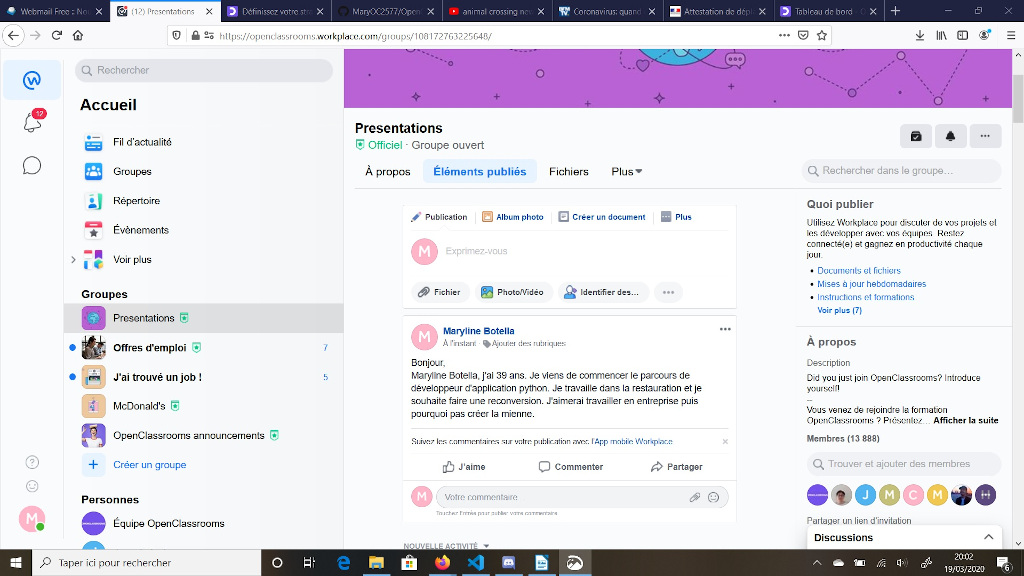 Webmail Free :: No
(12) Presentations
Définissez votre str
MaryOC2577/Open
animal crossing ne
Coronavirus: quand
Attestation de dépl
Tableau de bord - O
https://openclassrooms.workplace.com/groups/108172763225648/
Rechercher
Accueil
12
Fil d'actualité
Groupes
Répertoire
Évènements
Voir plus
Groupes
Presentations
Offres d'emploi
7
J'ai trouvé un job !
5
McDonald's
OpenClassrooms announcements
Créer un groupe
Personnes
Équipe OpenClassrooms
M
Presentations
Officiel · Groupe ouvert
À propos
Éléments publiés
Fichiers
Plus
Rechercher dans le groupe…
Publication
Album photo
Créer un document
Plus
M
Exprimez-vous
Fichier
Photo/Vidéo
Identifier des…
M
Maryline Botella
À l'instant · Ajouter des rubriques
Bonjour,
Maryline Botella, j'ai 39 ans. Je viens de commencer le parcours de
développeur d'application python. Je travaille dans la restauration et je
souhaite faire une reconversion. J'aimerai travailler en entreprise puis
pourquoi pas créer la mienne.
Suivez les commentaires sur votre publication avec l'App mobile Workplace
J'aime
Commenter
Partager
M
Votre commentaire
Touchez Entrée pour publier votre commentaire.
NOUVELLE ACTIVITÉ
Quoi publier
Utilisez Workplace pour discuter de vos projets et
les développer avec vos équipes. Restez
connecté(e) et gagnez en productivité chaque
jour.
• Documents et fichiers
• Mises à jour hebdomadaires
• Instructions et formations
Voir plus (7)
À propos
Description
Did you just join OpenClassrooms? Introduce
yourself!
--
Vous venez de rejoindre la formation
OpenClassrooms ? Présentez... Afficher la suite
Membres (13 888)
Trouver et ajouter des membres
J
M
C
M
H
Partager un lien d'invitation
Discussions
Taper ici pour rechercher
20:02
19/03/2020
6